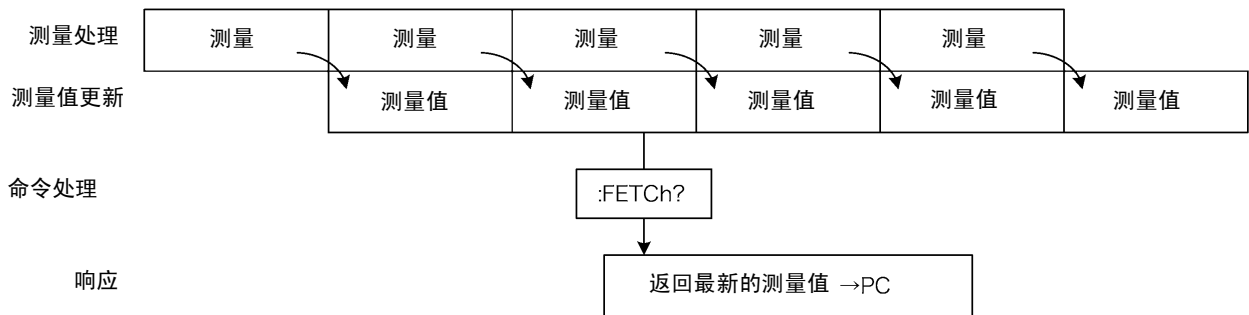 测量处理 测量 测量 测量 测量 测量
测量值更新 测量值 测量值 测量值 测量值 测量值
命令处理 :FETCh?
响应 返回最新的测量值 →PC